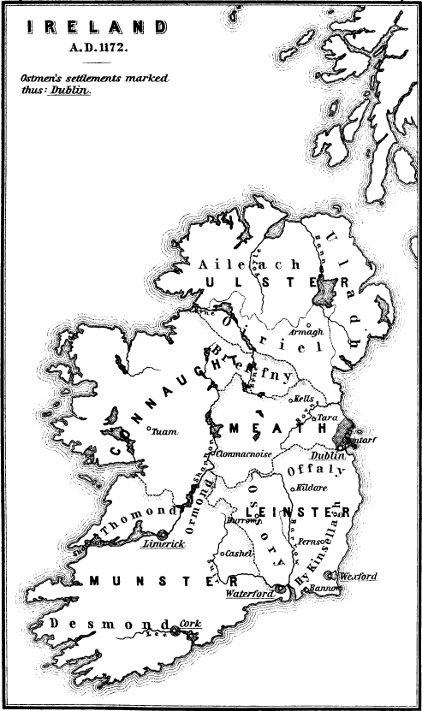 IRELAND
A.D. 1172.
Ostmen's settlements marked
thus: Dublin.
Aileach
ULSTER
Uladh
Oiriel
Armagh
Brefny
CONNAUGHT
Kells
Tara
MEATH
Clontarf
Tuam
Clonmacnoise
Dublin
Offaly
Shannon
Kildare
Thomond
Ormond
Ossory
LEINSTER
Durrow
Barrow
Limerick
Cashel
Ferns
Hy Kinsellagh
MUNSTER
Waterford
Wexford
Bannow
Desmond
Cork
Lee